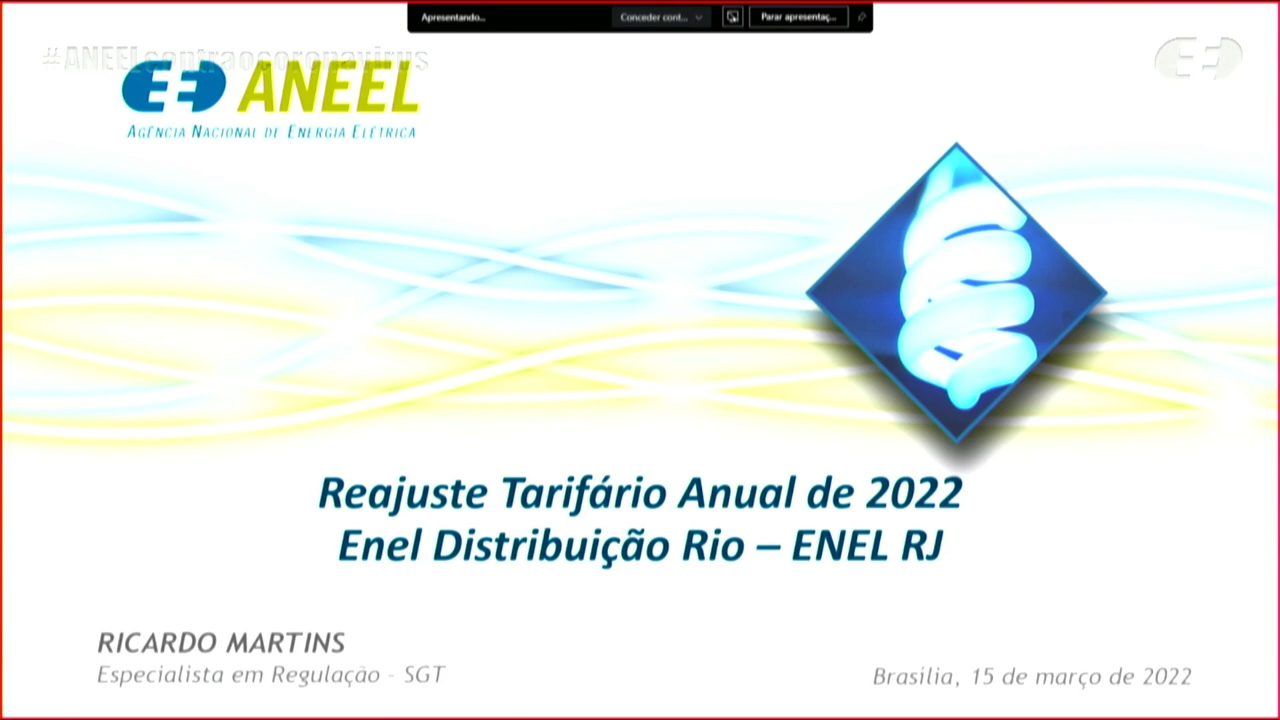 Apresentando...
Conceder cont...
Parar apresentaç...
#ANEELcontraocoronavirus
ANEEL
AGÊNCIA NACIONAL DE ENERGIA ELÉTRICA
Reajuste Tarifário Anual de 2022
Enel Distribuição Rio – ENEL RJ
RICARDO MARTINS
Especialista em Regulação - SGT
Brasília, 15 de março de 2022